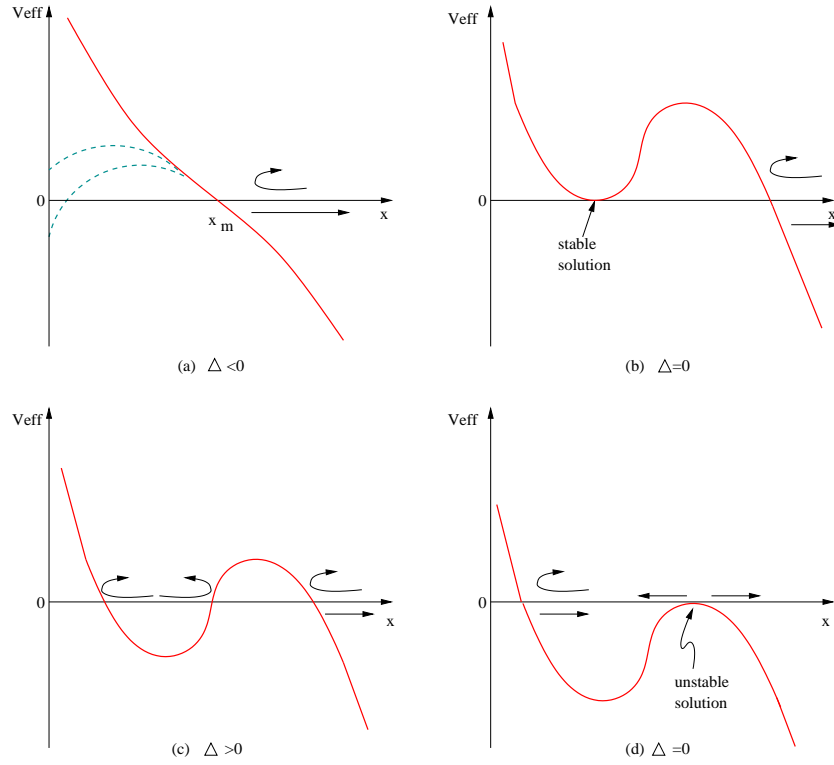 Veff
0
x m
x
(a) △ <0
Veff
0
x
stable
solution
(b) △=0
Veff
0
x
(c) △ >0
Veff
0
x
unstable
solution
(d) △ =0